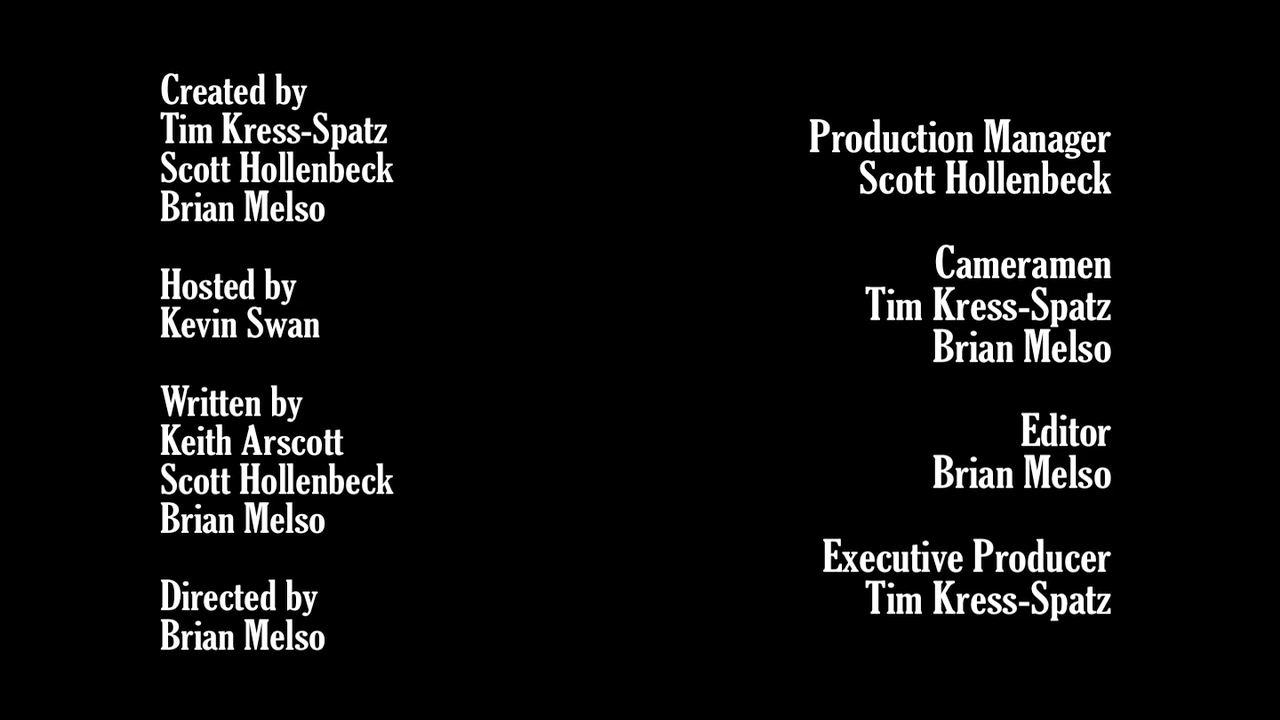 Created by
Tim Kress-Spatz
Scott Hollenbeck
Brian Melso
Hosted by
Kevin Swan
Written by
Keith Arscott
Scott Hollenbeck
Brian Melso
Directed by
Brian Melso
Production Manager
Scott Hollenbeck
Cameramen
Tim Kress-Spatz
Brian Melso
Editor
Brian Melso
Executive Producer
Tim Kress-Spatz